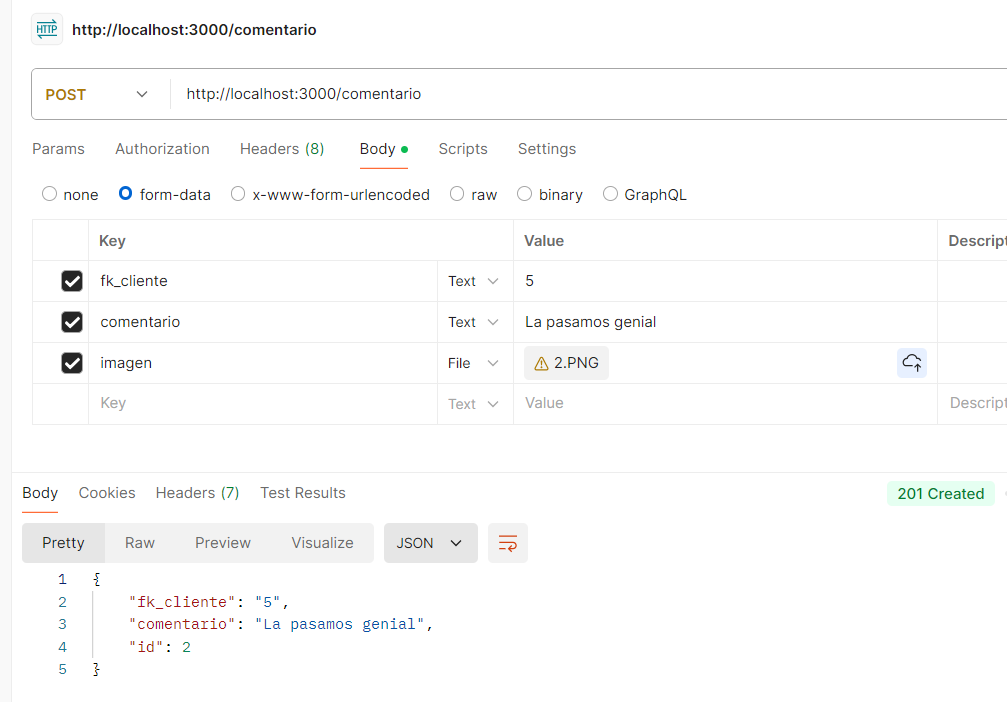 HTTP http://localhost:3000/comentario
POST http://localhost:3000/comentario
Params Authorization Headers (8) Body Scripts Settings
none form-data x-www-form-urlencoded raw binary GraphQL
Key Value Descript
fk_cliente Text 5
comentario Text La pasamos genial
imagen File 2.PNG
Key Text Value Descript
Body Cookies Headers (7) Test Results 201 Created
Pretty Raw Preview Visualize JSON
1 {
2 "fk_cliente": "5",
3 "comentario": "La pasamos genial",
4 "id": 2
5 }